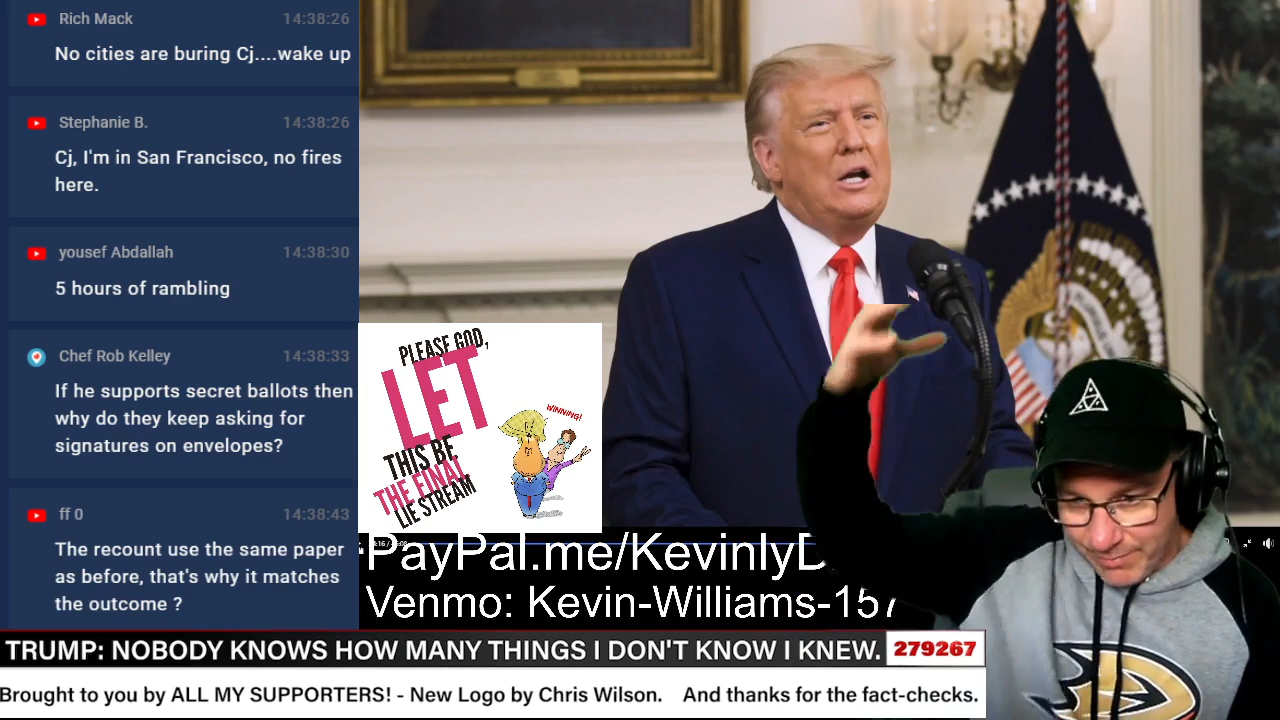 Rich Mack 14:38:26
No cities are buring Cj....wake up
Stephanie B. 14:38:26
Cj, I'm in San Francisco, no fires
here.
yousef Abdallah 14:38:30
5 hours of rambling
Chef Rob Kelley 14:38:33
If he supports secret ballots then
why do they keep asking for
signatures on envelopes?
ff 0 14:38:43
The recount use the same paper
as before, that's why it matches
the outcome ?
PLEASE GOD,
LET
THIS BE
THE FINAL
LIE STREAM
WINNING!
PayPal.me/KevinlyD
Venmo: Kevin-Williams-157
TRUMP: NOBODY KNOWS HOW MANY THINGS I DON'T KNOW I KNEW. 279267
Brought to you by ALL MY SUPPORTERS! - New Logo by Chris Wilson. And thanks for the fact-checks.